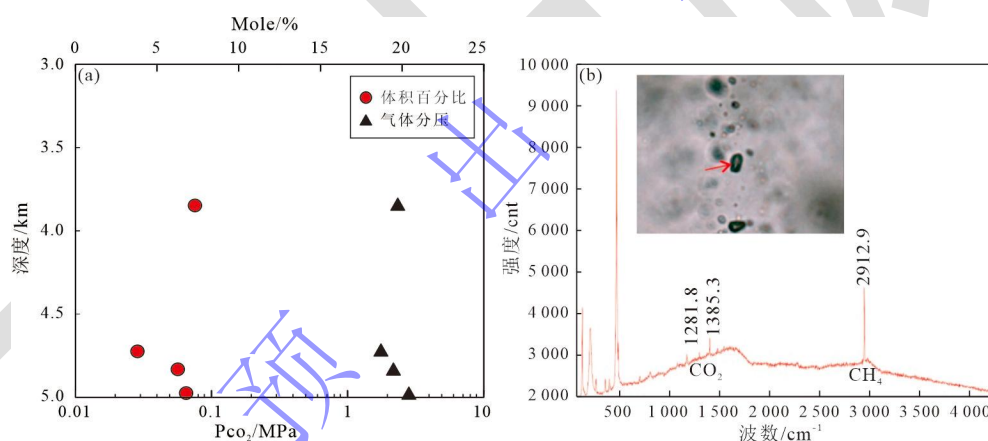 Mole/%
0 5 10 15 20 25
(a)
体积百分比
气体分压
3.0
3.5
4.0
4.5
5.0
深度/km
0.01 0.1 1 10
Pco₂/MPa
(b)
10 000
9 000
8 000
7 000
6 000
5 000
4 000
3 000
2 000
强度/cnt
1281.8
1385.3
2912.9
CO₂
CH₄
500 1 000 1 500 2 000 2 500 3 000 3 500 4 000
波数/cm⁻¹
出
预